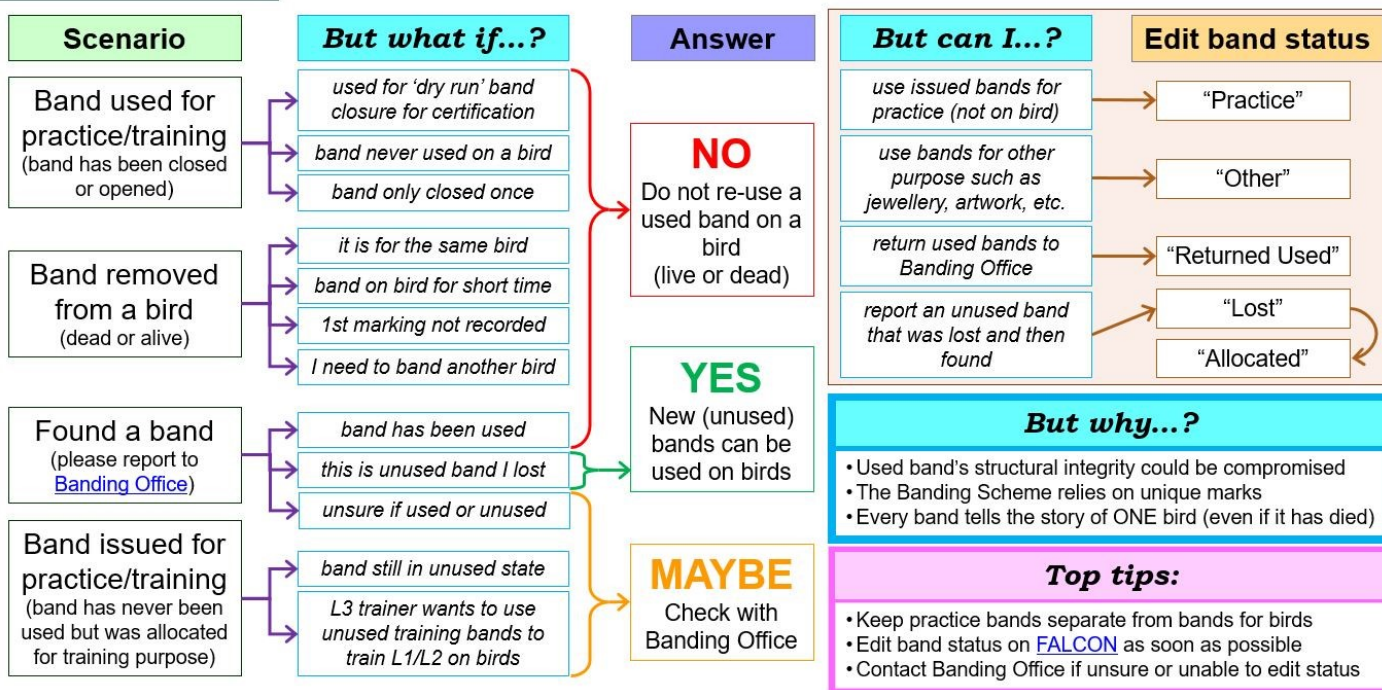 Scenario
But what if...?
Answer
Band used for
practice/training
(band has been closed
or opened)
used for ‘dry run’ band
closure for certification
band never used on a bird
band only closed once
Band removed
from a bird
(dead or alive)
it is for the same bird
band on bird for short time
1st marking not recorded
I need to band another bird
Found a band
(please report to
Banding Office)
band has been used
this is unused band I lost
unsure if used or unused
Band issued for
practice/training
(band has never been
used but was allocated
for training purpose)
band still in unused state
L3 trainer wants to use
unused training bands to
train L1/L2 on birds
NO
Do not re-use a
used band on a
bird
(live or dead)
YES
New (unused)
bands can be
used on birds
MAYBE
Check with
Banding Office
But can I...?
Edit band status
use issued bands for
practice (not on bird)
“Practice”
use bands for other
purpose such as
jewellery, artwork, etc.
“Other”
return used bands to
Banding Office
“Returned Used”
report an unused band
that was lost and then
found
“Lost”
“Allocated”
But why...?
• Used band’s structural integrity could be compromised
• The Banding Scheme relies on unique marks
• Every band tells the story of ONE bird (even if it has died)
Top tips:
• Keep practice bands separate from bands for birds
• Edit band status on FALCON as soon as possible
• Contact Banding Office if unsure or unable to edit status